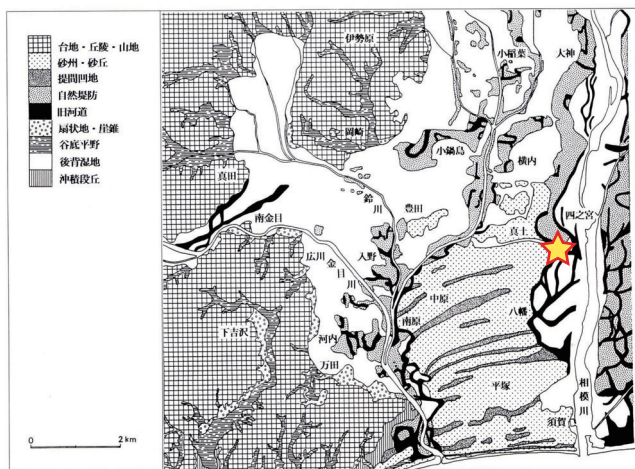 台地・丘陵・山地
砂州・砂丘
堤間凹地
自然堤防
旧河道
扇状地・崖錐
谷底平野
後背湿地
沖積段丘
0 2 km
伊勢原
小稲葉
大神
岡崎
小鍋島
横内
真田
鈴川
豊田
四之宮
真土
南金目
広川
金目川
入野
中原
八幡
南原
下吉沢
河内
万田
平塚
相模川
須賀